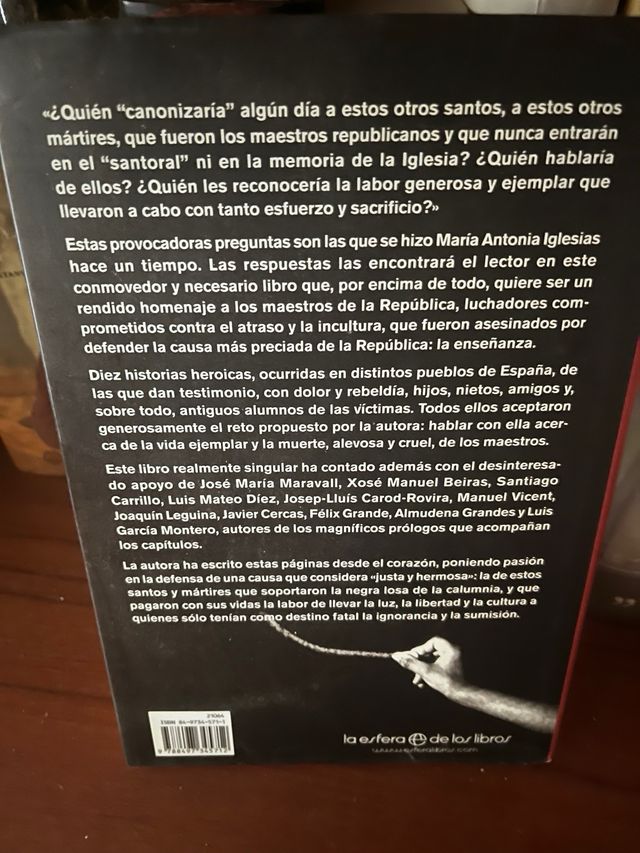 «¿Quién “canonizaría” algún día a estos otros santos, a estos otros
mártires, que fueron los maestros republicanos y que nunca entrarán
en el “santoral” ni en la memoria de la Iglesia? ¿Quién hablaría
de ellos? ¿Quién les reconocería la labor generosa y ejemplar que
llevaron a cabo con tanto esfuerzo y sacrificio?»
Estas provocadoras preguntas son las que se hizo María Antonia Iglesias
hace un tiempo. Las respuestas las encontrará el lector en este
conmovedor y necesario libro que, por encima de todo, quiere ser un
rendido homenaje a los maestros de la República, luchadores com-
prometidos contra el atraso y la incultura, que fueron asesinados por
defender la causa más preciada de la República: la enseñanza.
Diez historias heroicas, ocurridas en distintos pueblos de España, de
las que dan testimonio, con dolor y rebeldía, hijos, nietos, amigos y,
sobre todo, antiguos alumnos de las víctimas. Todos ellos aceptaron
generosamente el reto propuesto por la autora: hablar con ella acer-
ca de la vida ejemplar y la muerte, alevosa y cruel, de los maestros.
Este libro realmente singular ha contado además con el desinteresa-
do apoyo de José María Maravall, Xosé Manuel Beiras, Santiago
Carrillo, Luis Mateo Díez, Josep-Lluís Carod-Rovira, Manuel Vicent,
Joaquín Leguina, Javier Cercas, Félix Grande, Almudena Grandes y Luis
García Montero, autores de los magníficos prólogos que acompañan
los capítulos.
La autora ha escrito estas páginas desde el corazón, poniendo pasión
en la defensa de una causa que considera «justa y hermosa»: la de estos
santos y mártires que soportaron la negra losa de la calumnia, y que
pagaron con sus vidas la labor de llevar la luz, la libertad y la cultura a
quienes sólo tenían como destino fatal la ignorancia y la sumisión.
21064
ISBN 84-9734-571-1
9 788497 345712
la esfera de los libros
www.esferalibros.com